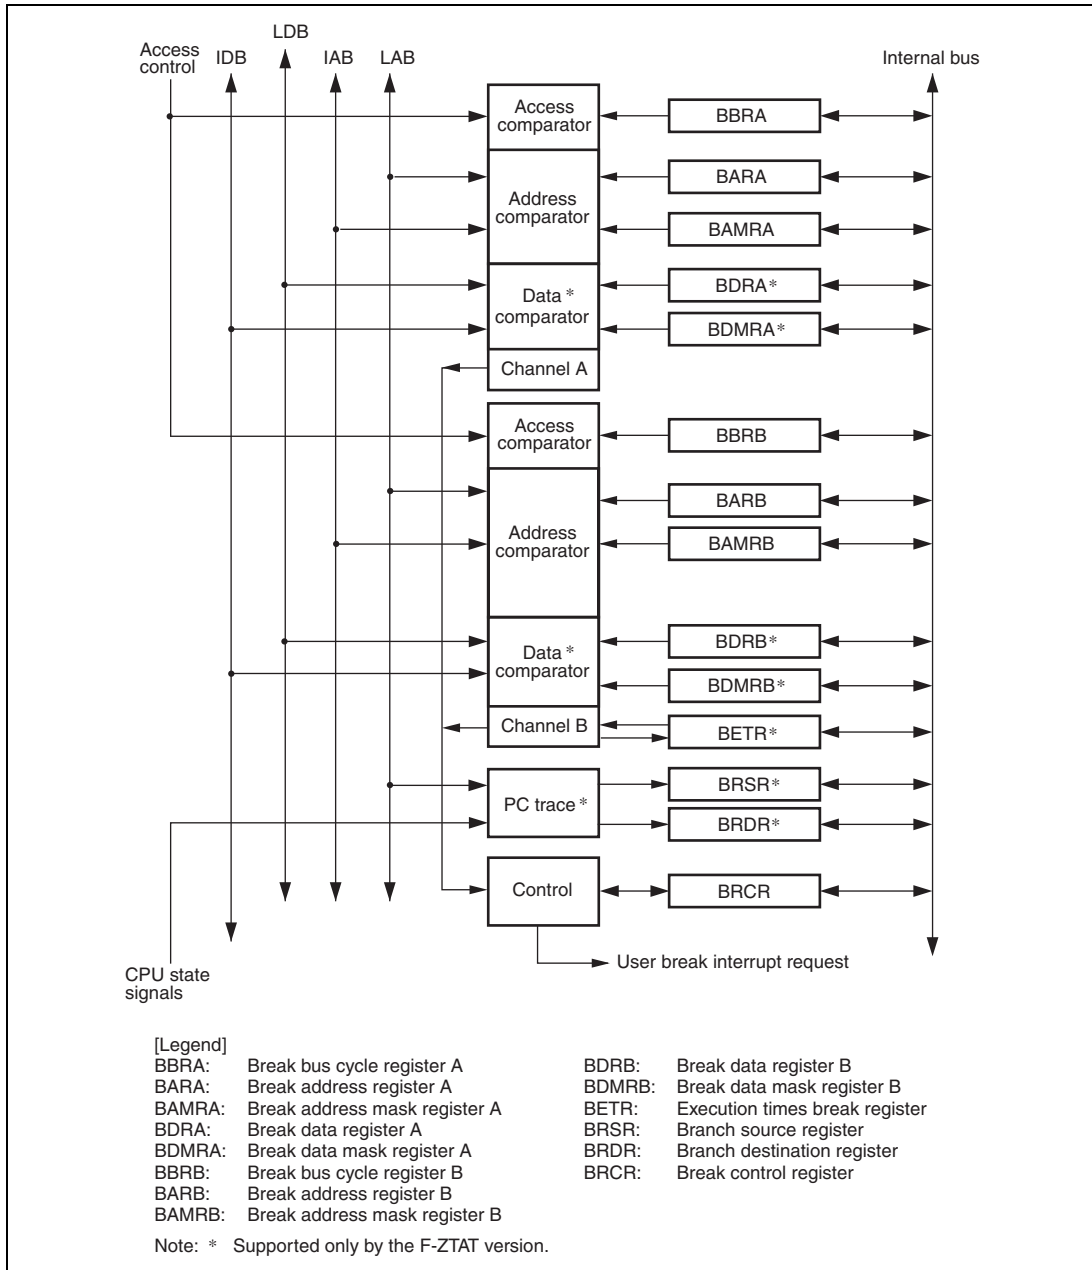 LDB
Access control
IDB
IAB
LAB
Internal bus
Access comparator
BBRA
Address comparator
BARA
BAMRA
Data * comparator
BDRA*
BDMRA*
Channel A
Access comparator
BBRB
Address comparator
BARB
BAMRB
Data * comparator
BDRB*
BDMRB*
Channel B
BETR*
PC trace *
BRSR*
BRDR*
Control
BRCR
User break interrupt request
CPU state signals
[Legend]
BBRA: Break bus cycle register A
BARA: Break address register A
BAMRA: Break address mask register A
BDRA: Break data register A
BDMRA: Break data mask register A
BBRB: Break bus cycle register B
BARB: Break address register B
BAMRB: Break address mask register B
BDRB: Break data register B
BDMRB: Break data mask register B
BETR: Execution times break register
BRSR: Branch source register
BRDR: Branch destination register
BRCR: Break control register
Note: * Supported only by the F-ZTAT version.